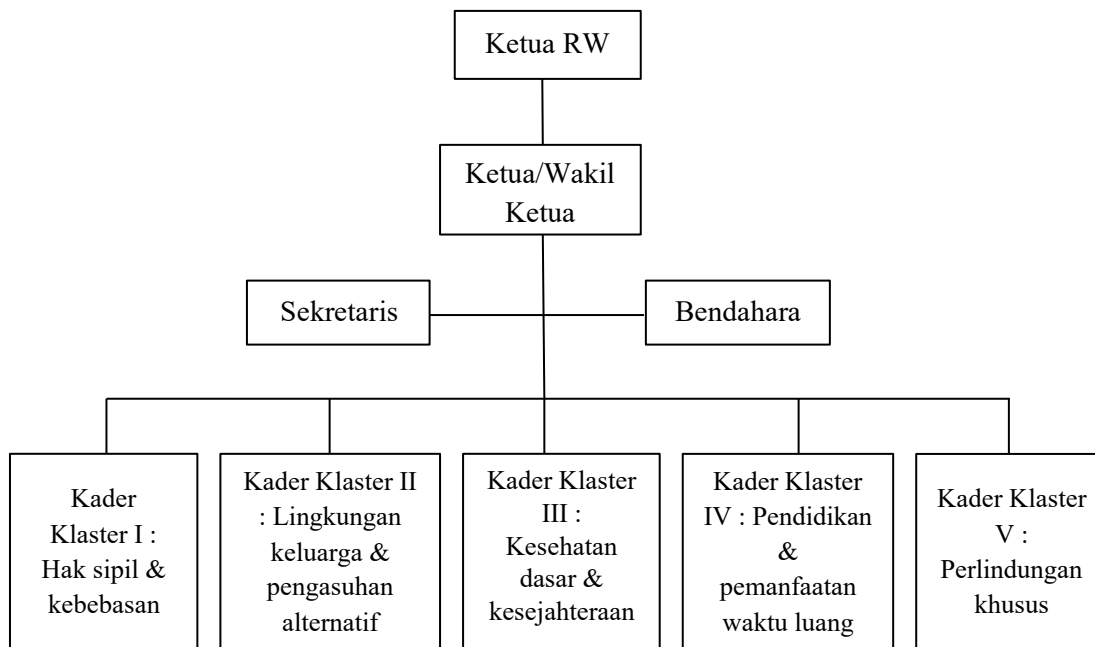 Ketua RW
Ketua/Wakil
Ketua
Sekretaris
Bendahara
Kader
Klaster I :
Hak sipil &
kebebasan
Kader Klaster II
: Lingkungan
keluarga &
pengasuhan
alternatif
Kader Klaster
III :
Kesehatan
dasar &
kesejahteraan
Kader Klaster
IV : Pendidikan
&
pemanfaatan
waktu luang
Kader Klaster
V :
Perlindungan
khusus